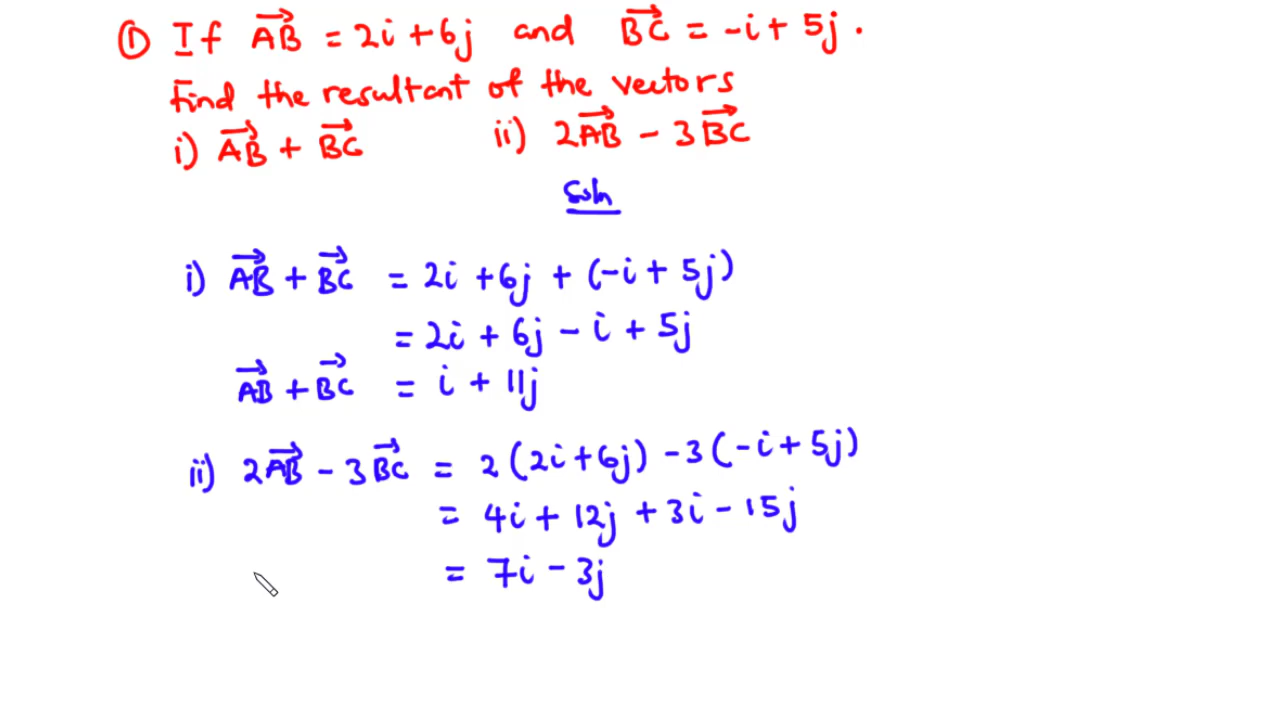 ① If AB→ = 2i + 6j and BC→ = -i + 5j.
Find the resultant of the vectors
i) AB→ + BC→ ii) 2AB→ - 3BC→
Soln
i) AB→ + BC→ = 2i + 6j + (-i + 5j)
= 2i + 6j - i + 5j
AB→ + BC→ = i + 11j
ii) 2AB→ - 3BC→ = 2(2i + 6j) - 3(-i + 5j)
= 4i + 12j + 3i - 15j
= 7i - 3j